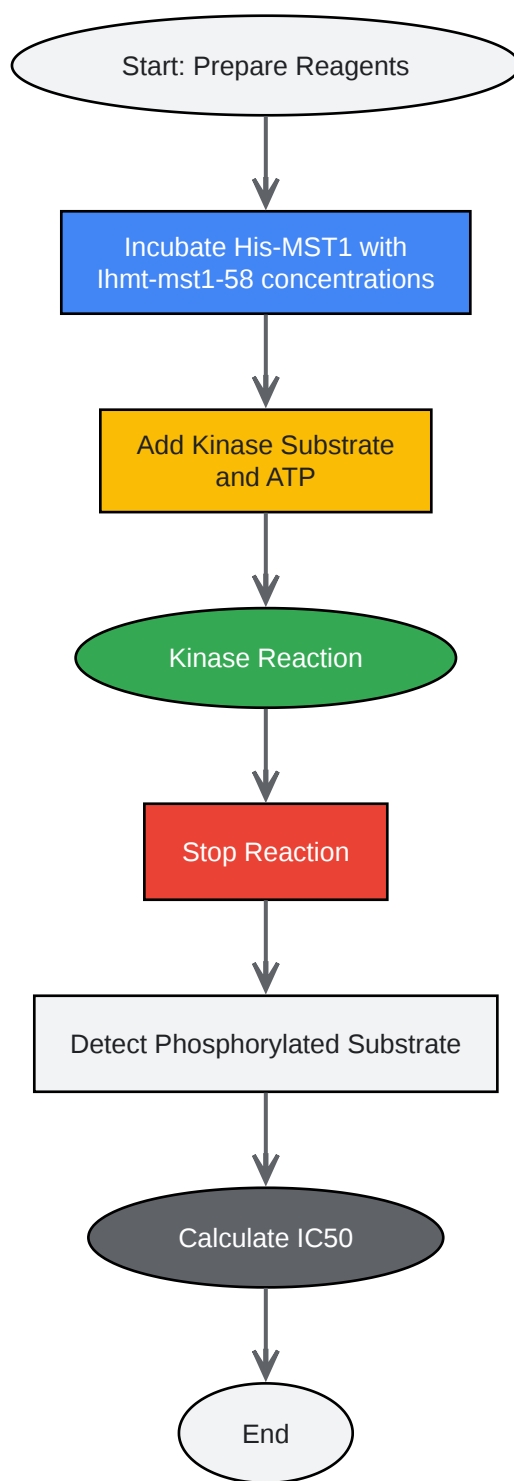 Start: Prepare Reagents
Incubate His-MST1 with
Ihmt-mst1-58 concentrations
Add Kinase Substrate
and ATP
Kinase Reaction
Stop Reaction
Detect Phosphorylated Substrate
Calculate IC50
End